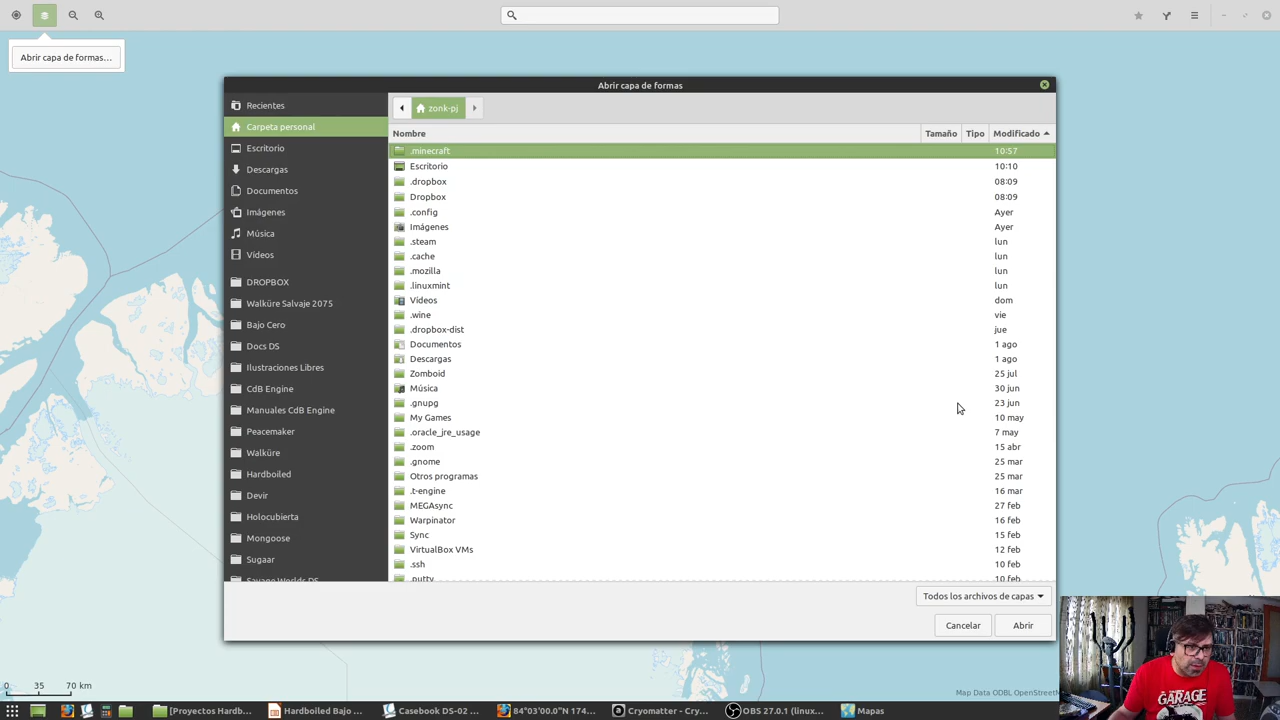 Abrir capa de formas...
Abrir capa de formas
Recientes
Carpeta personal
Escritorio
Descargas
Documentos
Imágenes
Música
Vídeos
DROPBOX
Walküre Salvaje 2075
Bajo Cero
Docs DS
Ilustraciones Libres
CdB Engine
Manuales CdB Engine
Peacemaker
Walküre
Hardboiled
Devir
Holocubierta
Mongoose
Sugaar
Savage Worlds DS
zonk-pj
Nombre Tamaño Tipo Modificado
.minecraft 10:57
Escritorio 10:10
.dropbox 08:09
Dropbox 08:09
.config Ayer
Imágenes Ayer
.steam lun
.cache lun
.mozilla lun
.linuxmint lun
Vídeos dom
.wine vie
.dropbox-dist jue
Documentos 1 ago
Descargas 1 ago
Zomboid 25 jul
Música 30 jun
.gnupg 23 jun
My Games 10 may
.oracle_jre_usage 7 may
.zoom 15 abr
.gnome 25 mar
Otros programas 25 mar
.t-engine 16 mar
MEGAsync 27 feb
Warpinator 16 feb
Sync 15 feb
VirtualBox VMs 12 feb
.ssh 10 feb
.putty 10 feb
Todos los archivos de capas
Cancelar Abrir
0 35 70 km
Map Data ODBL OpenStreetM
GARAGE
[Proyectos Hardb... Hardboiled Bajo ... Casebook DS-02 ... 84°03'00.0"N 174... Cryomatter - Cry... OBS 27.0.1 (linux... Mapas